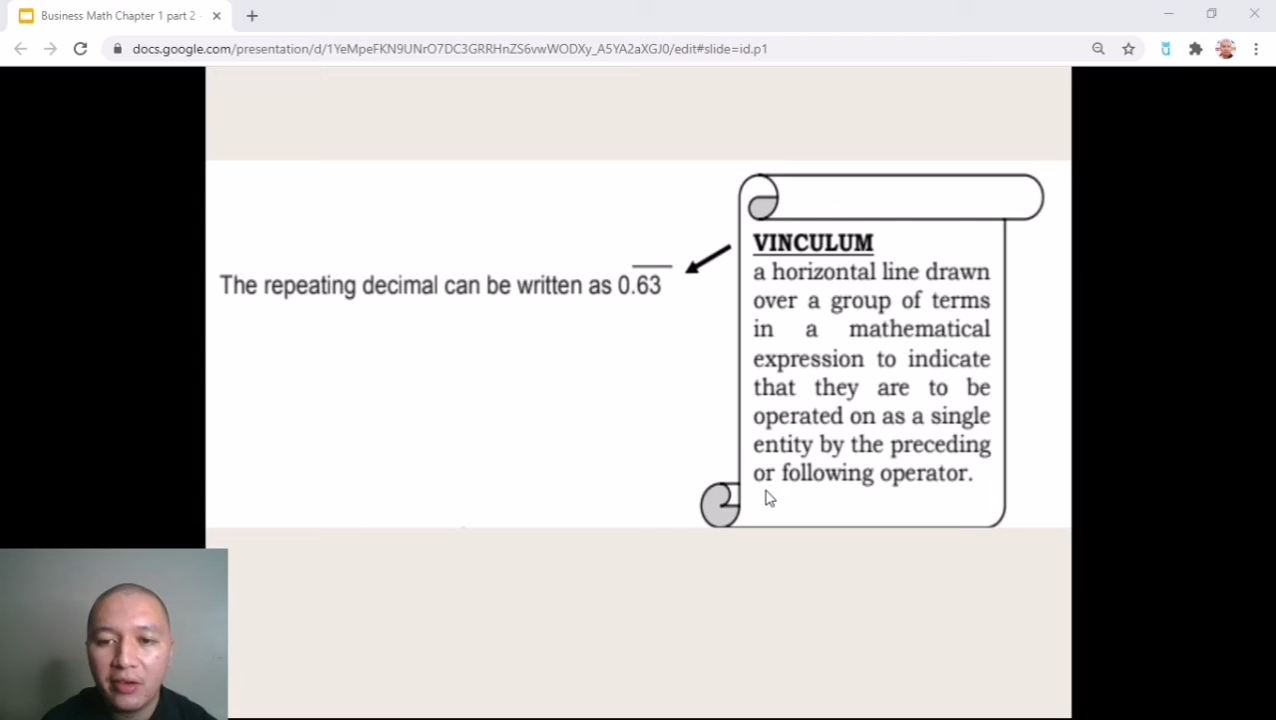 Business Math Chapter 1 part 2 -
docs.google.com/presentation/d/1YeMpeFKN9UNrO7DC3GRRHnZS6vwWODXy_A5YA2aXGJ0/edit#slide=id.p1
The repeating decimal can be written as 0.6̅3̅
VINCULUM
a horizontal line drawn
over a group of terms
in a mathematical
expression to indicate
that they are to be
operated on as a single
entity by the preceding
or following operator.